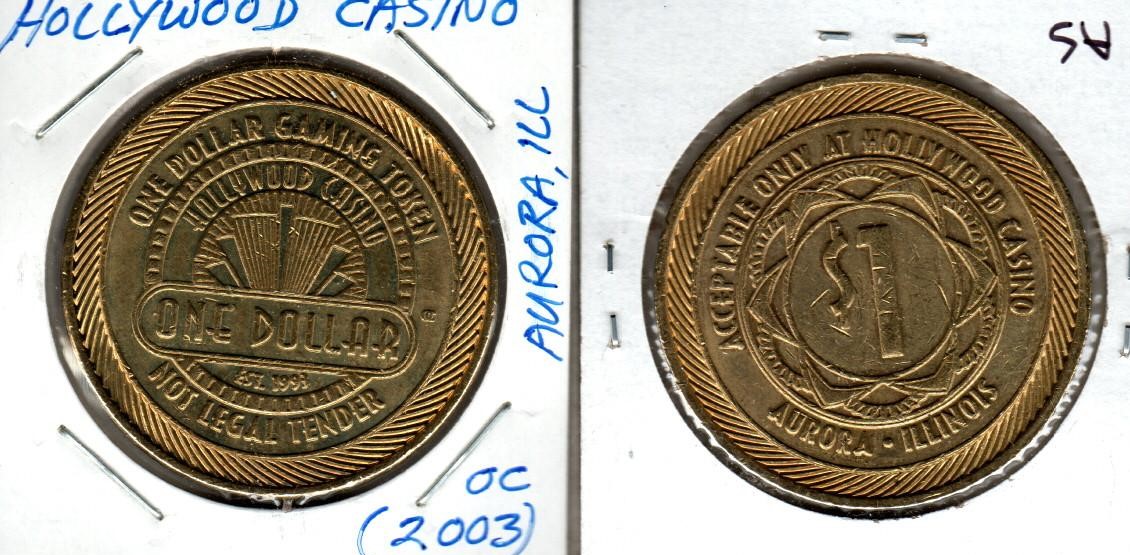 HOLLYWOOD CASINO
AURORA, ILL
ONE DOLLAR GAMING TOKEN
HOLLYWOOD CASINO
ONE DOLLAR
EST. 1993
NOT LEGAL TENDER
OC
(2003)
ACCEPTABLE ONLY AT HOLLYWOOD CASINO
$1
AURORA • ILLINOIS